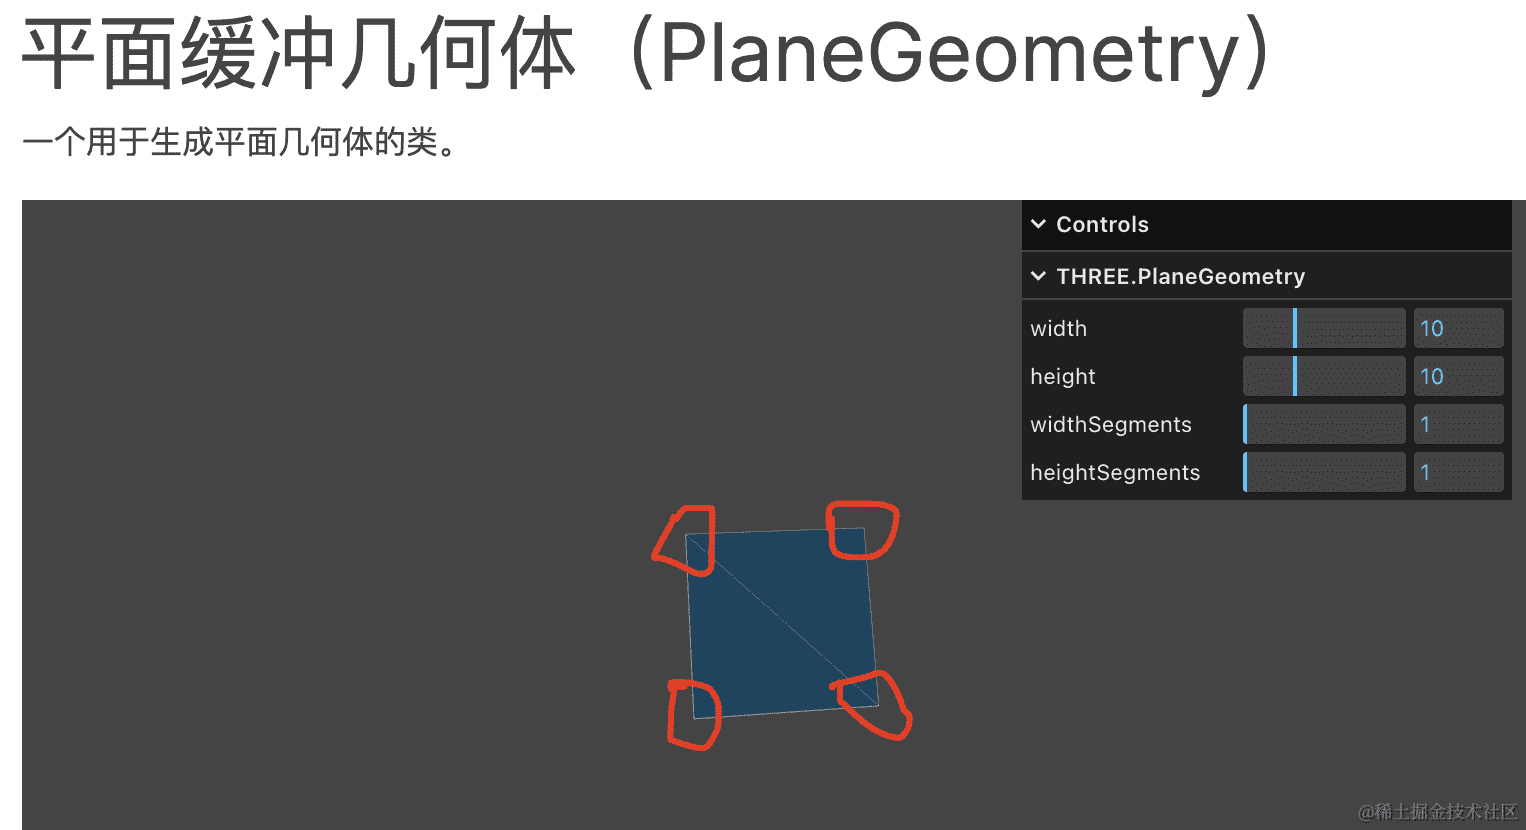 平面缓冲几何体（PlaneGeometry）
一个用于生成平面几何体的类。
Controls
THREE.PlaneGeometry
width 10
height 10
widthSegments 1
heightSegments 1
@稀土掘金技术社区